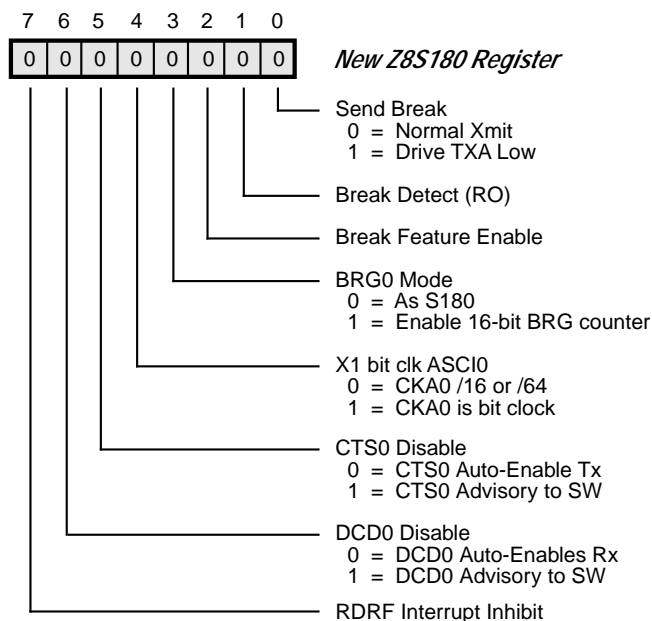 7 6 5 4 3 2 1 0
0 0 0 0 0 0 0 0
New Z8S180 Register
Send Break
0 = Normal Xmit
1 = Drive TXA Low
Break Detect (RO)
Break Feature Enable
BRG0 Mode
0 = As S180
1 = Enable 16-bit BRG counter
X1 bit clk ASCI0
0 = CKA0 /16 or /64
1 = CKA0 is bit clock
CTS0 Disable
0 = CTS0 Auto-Enable Tx
1 = CTS0 Advisory to SW
DCD0 Disable
0 = DCD0 Auto-Enables Rx
1 = DCD0 Advisory to SW
RDRF Interrupt Inhibit